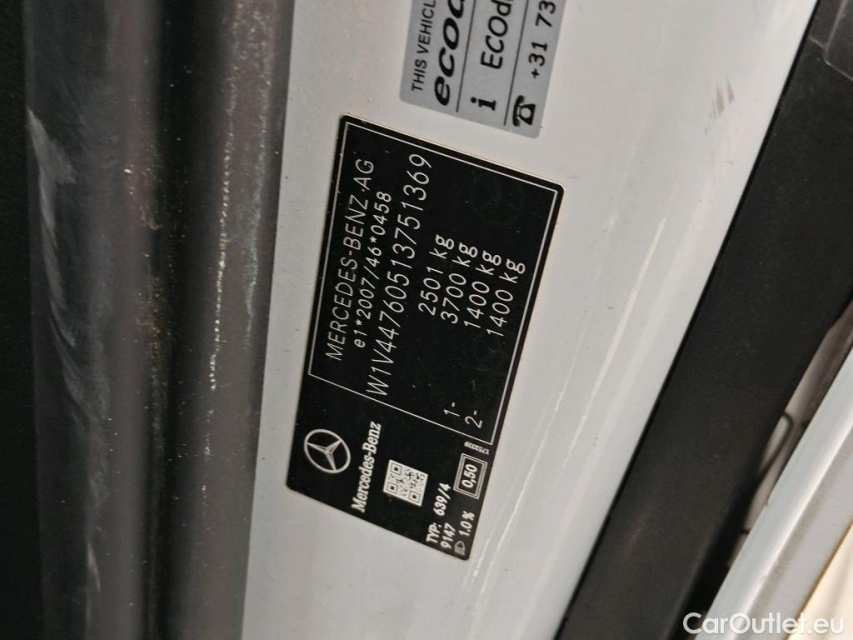 THIS VEHICL
ecod
i ECOd
☎ +31 73
MERCEDES-BENZ AG
e1*2007/46*0458
W1V44760513751369
2501 kg
3700 kg
1- 1400 kg
2- 1400 kg
Mercedes-Benz
TYP: 639/4
9147
1.0%
0,50
CarOutlet.eu